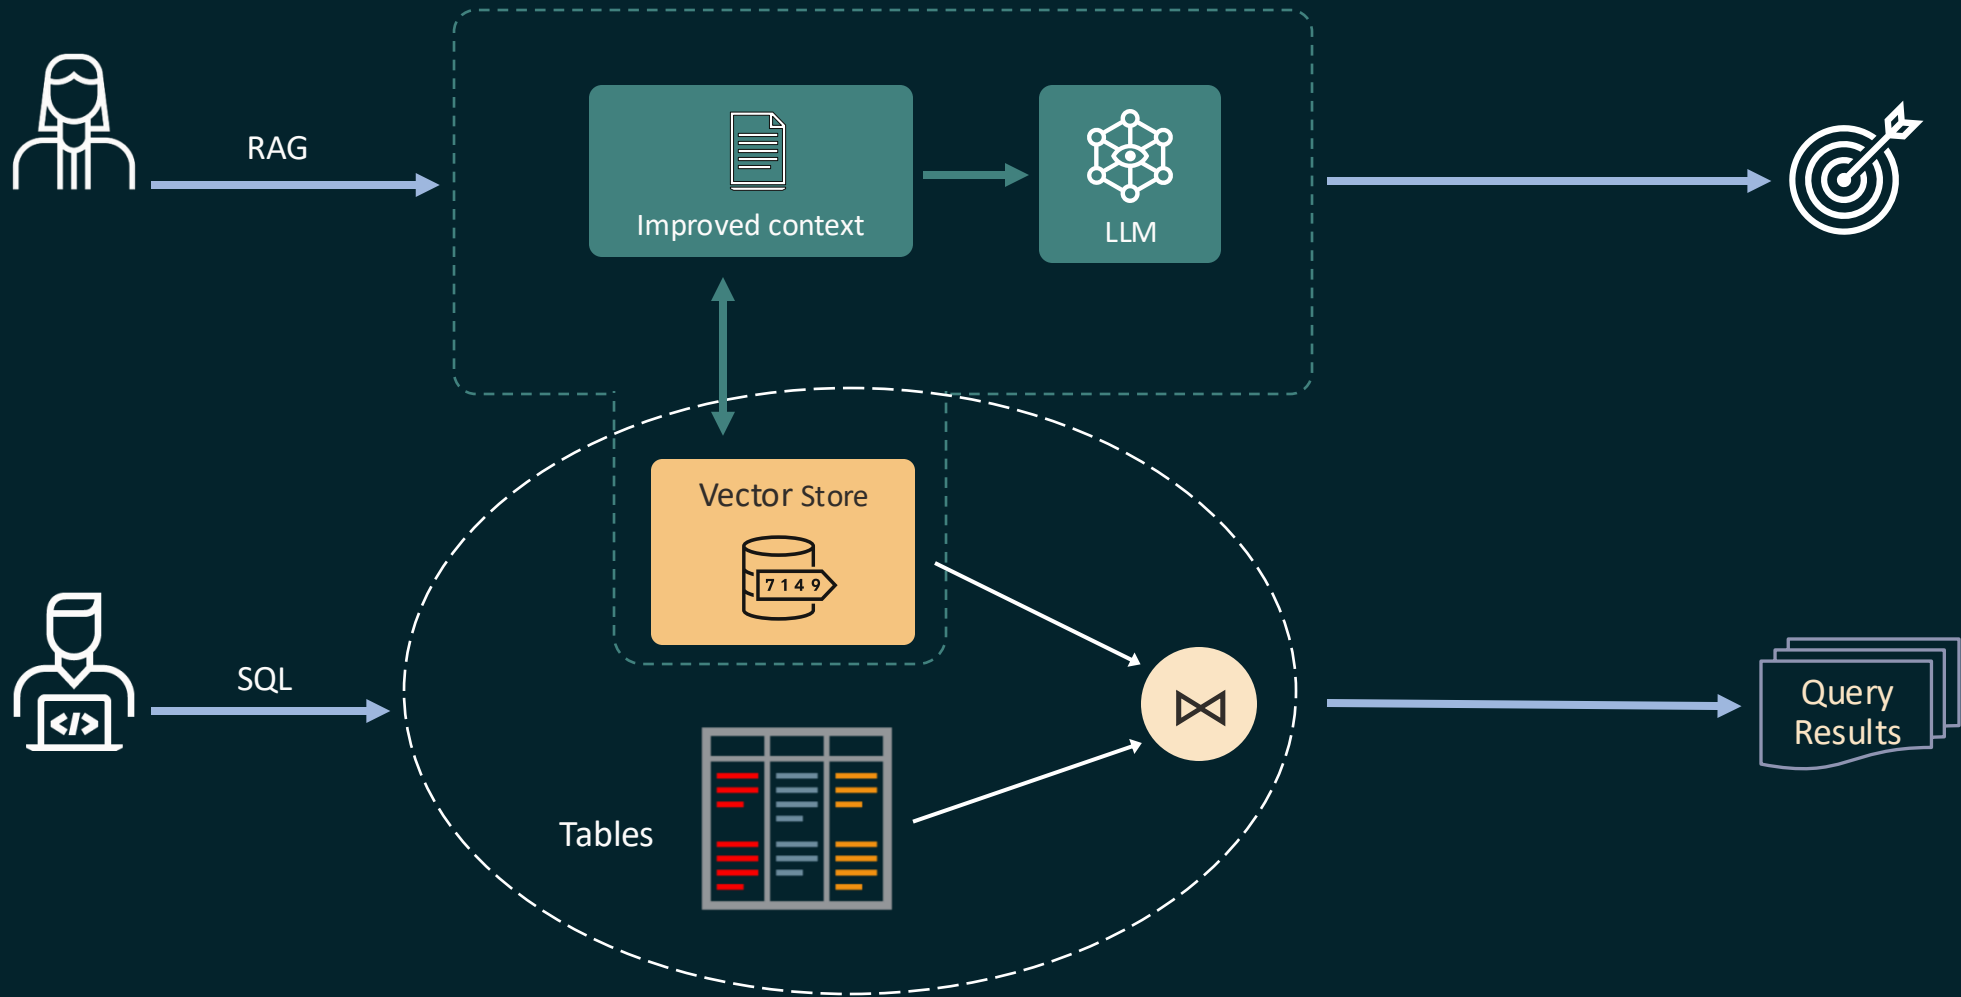 RAG
Improved context
LLM
Vector Store
7 1 4 9
SQL
</>
Tables
Query
Results